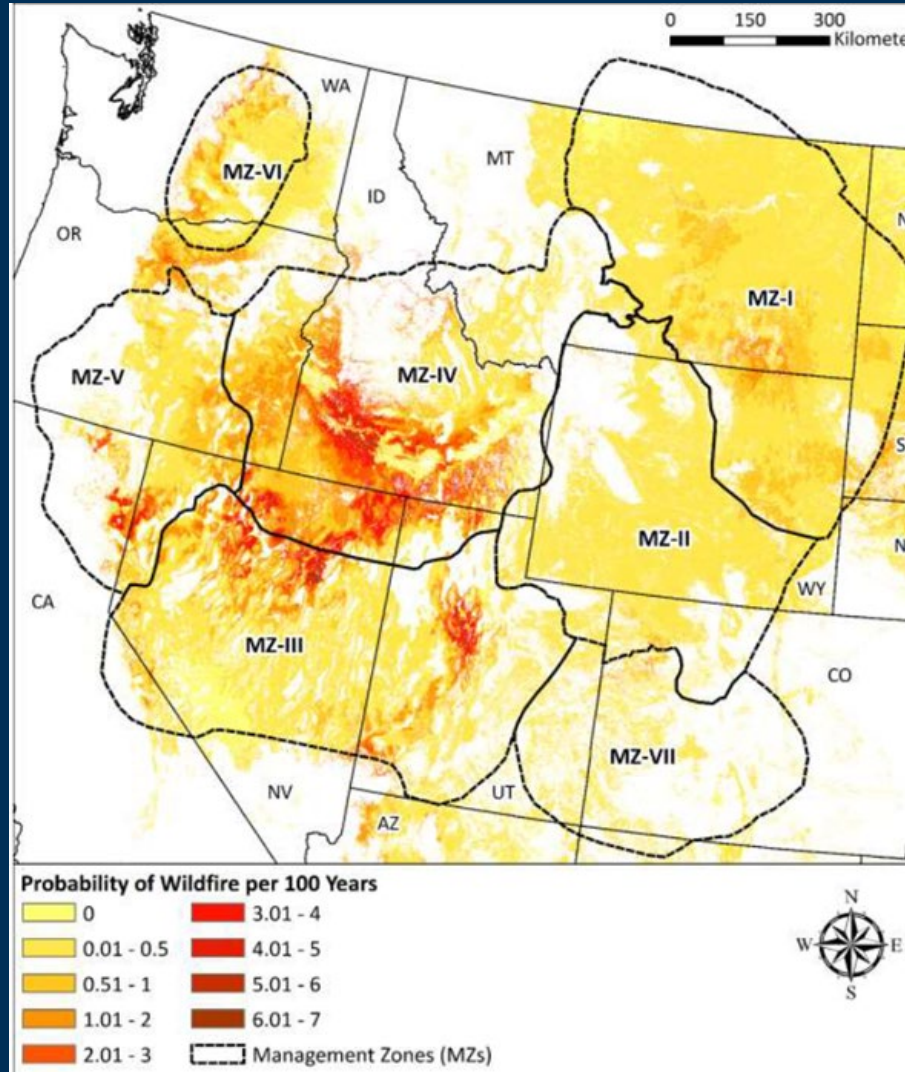 0 150 300
Kilomete
WA
MZ-VI
MT
ID
N
OR
MZ-I
MZ-V
MZ-IV
S
MZ-II
N
WY
CA
MZ-III
CO
MZ-VII
NV
UT
AZ
Probability of Wildfire per 100 Years
0
0.01 - 0.5
0.51 - 1
1.01 - 2
2.01 - 3
3.01 - 4
4.01 - 5
5.01 - 6
6.01 - 7
Management Zones (MZs)
N
W E
S